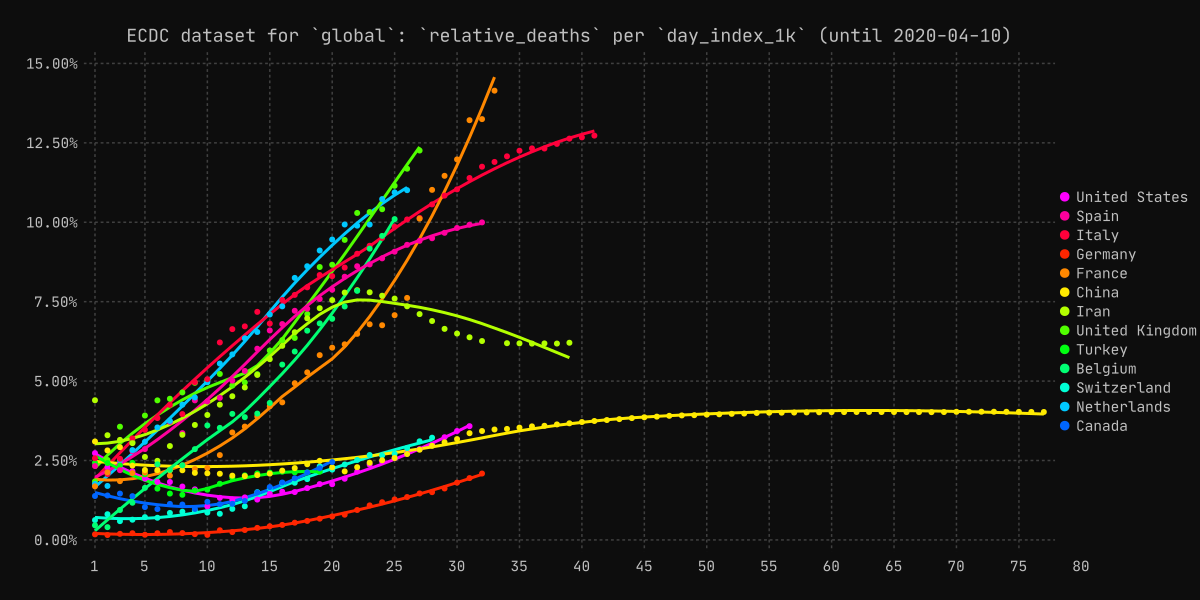 ECDC dataset for `global`: `relative_deaths` per `day_index_1k` (until 2020-04-10)
15.00%
12.50%
10.00%
7.50%
5.00%
2.50%
0.00%
1 5 10 15 20 25 30 35 40 45 50 55 60 65 70 75 80
United States
Spain
Italy
Germany
France
China
Iran
United Kingdom
Turkey
Belgium
Switzerland
Netherlands
Canada